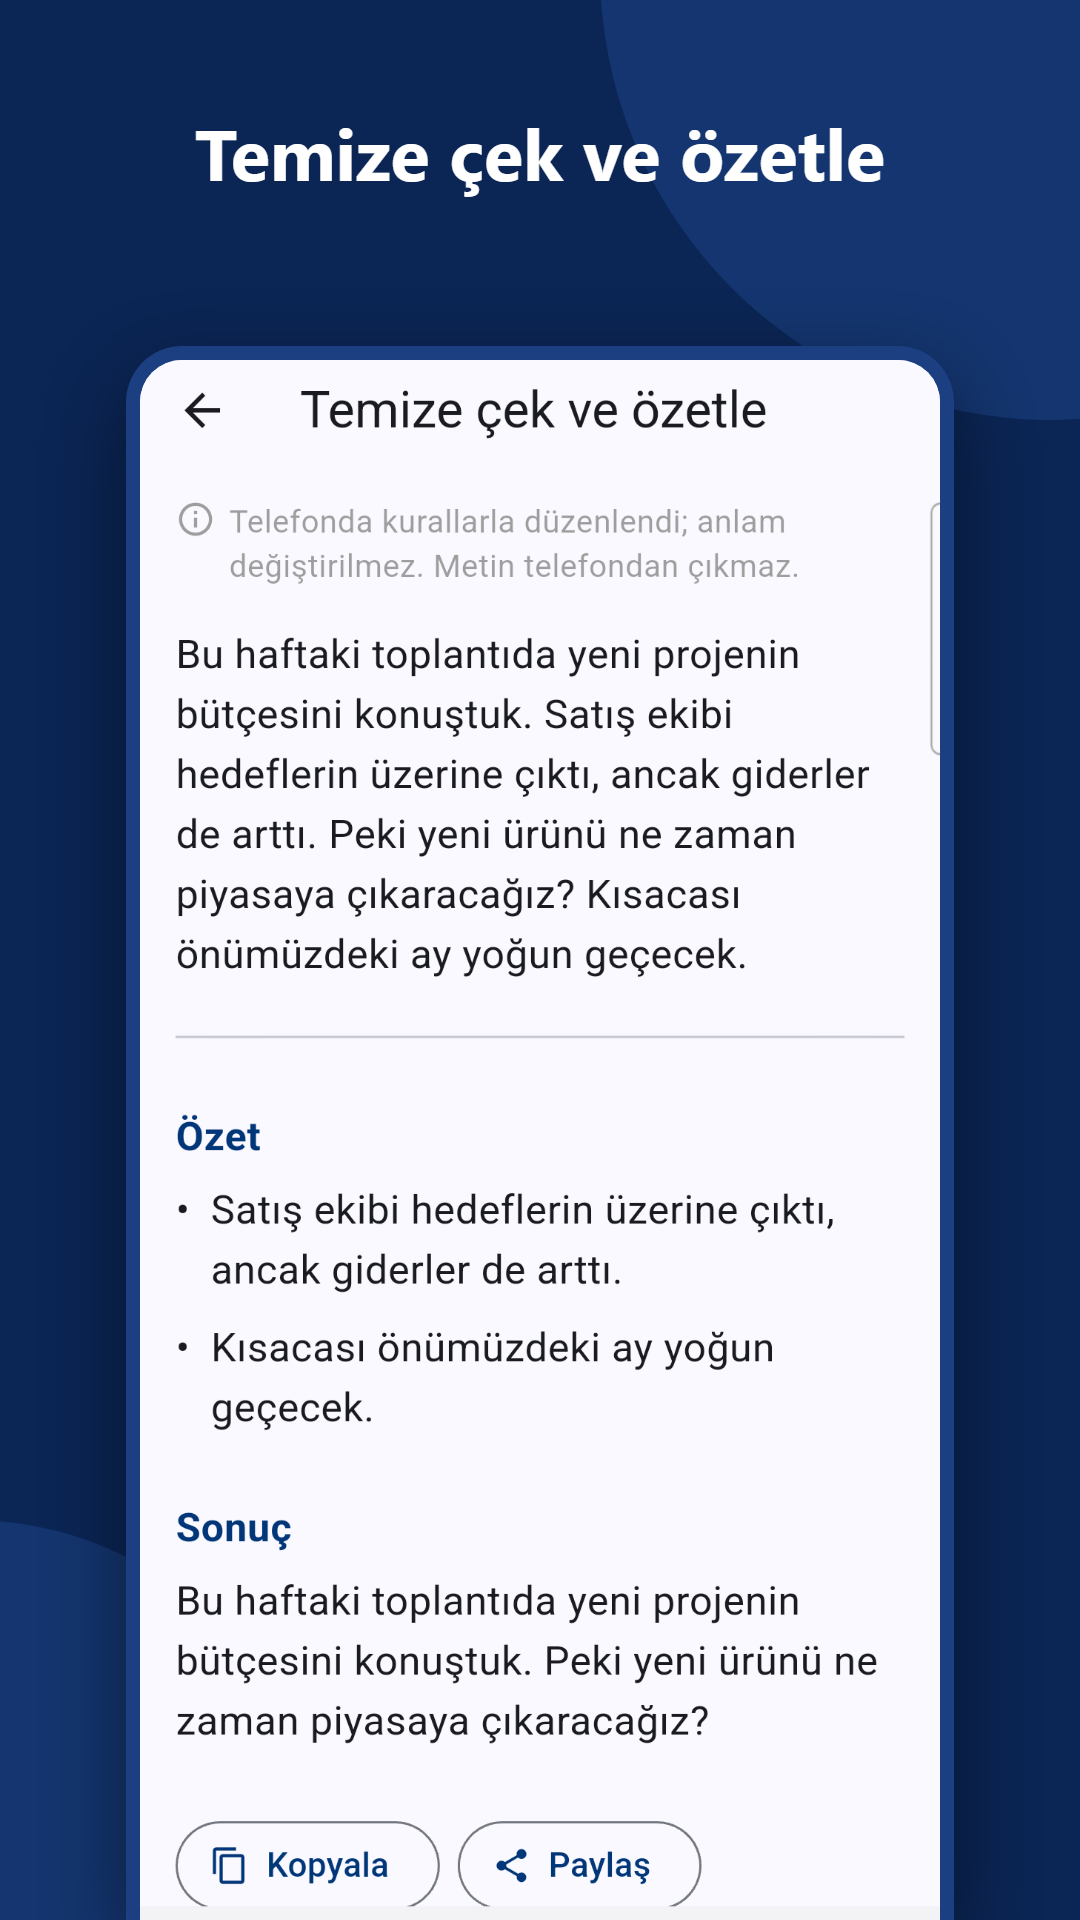 Temize çek ve özetle
Temize çek ve özetle
Telefonda kurallarla düzenlendi; anlam
değiştirilmez. Metin telefondan çıkmaz.
Bu haftaki toplantıda yeni projenin
bütçesini konuştuk. Satış ekibi
hedeflerin üzerine çıktı, ancak giderler
de arttı. Peki yeni ürünü ne zaman
piyasaya çıkaracağız? Kısacası
önümüzdeki ay yoğun geçecek.
Özet
• Satış ekibi hedeflerin üzerine çıktı,
ancak giderler de arttı.
• Kısacası önümüzdeki ay yoğun
geçecek.
Sonuç
Bu haftaki toplantıda yeni projenin
bütçesini konuştuk. Peki yeni ürünü ne
zaman piyasaya çıkaracağız?
Kopyala
Paylaş